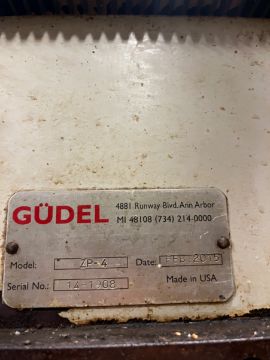 GÜDEL
4881 Runway Blvd. Ann Arbor
MI 48108 (734) 214-0000
Model: ZP-4 Date: FEB 2015
Serial No.: 14-1908 Made in USA